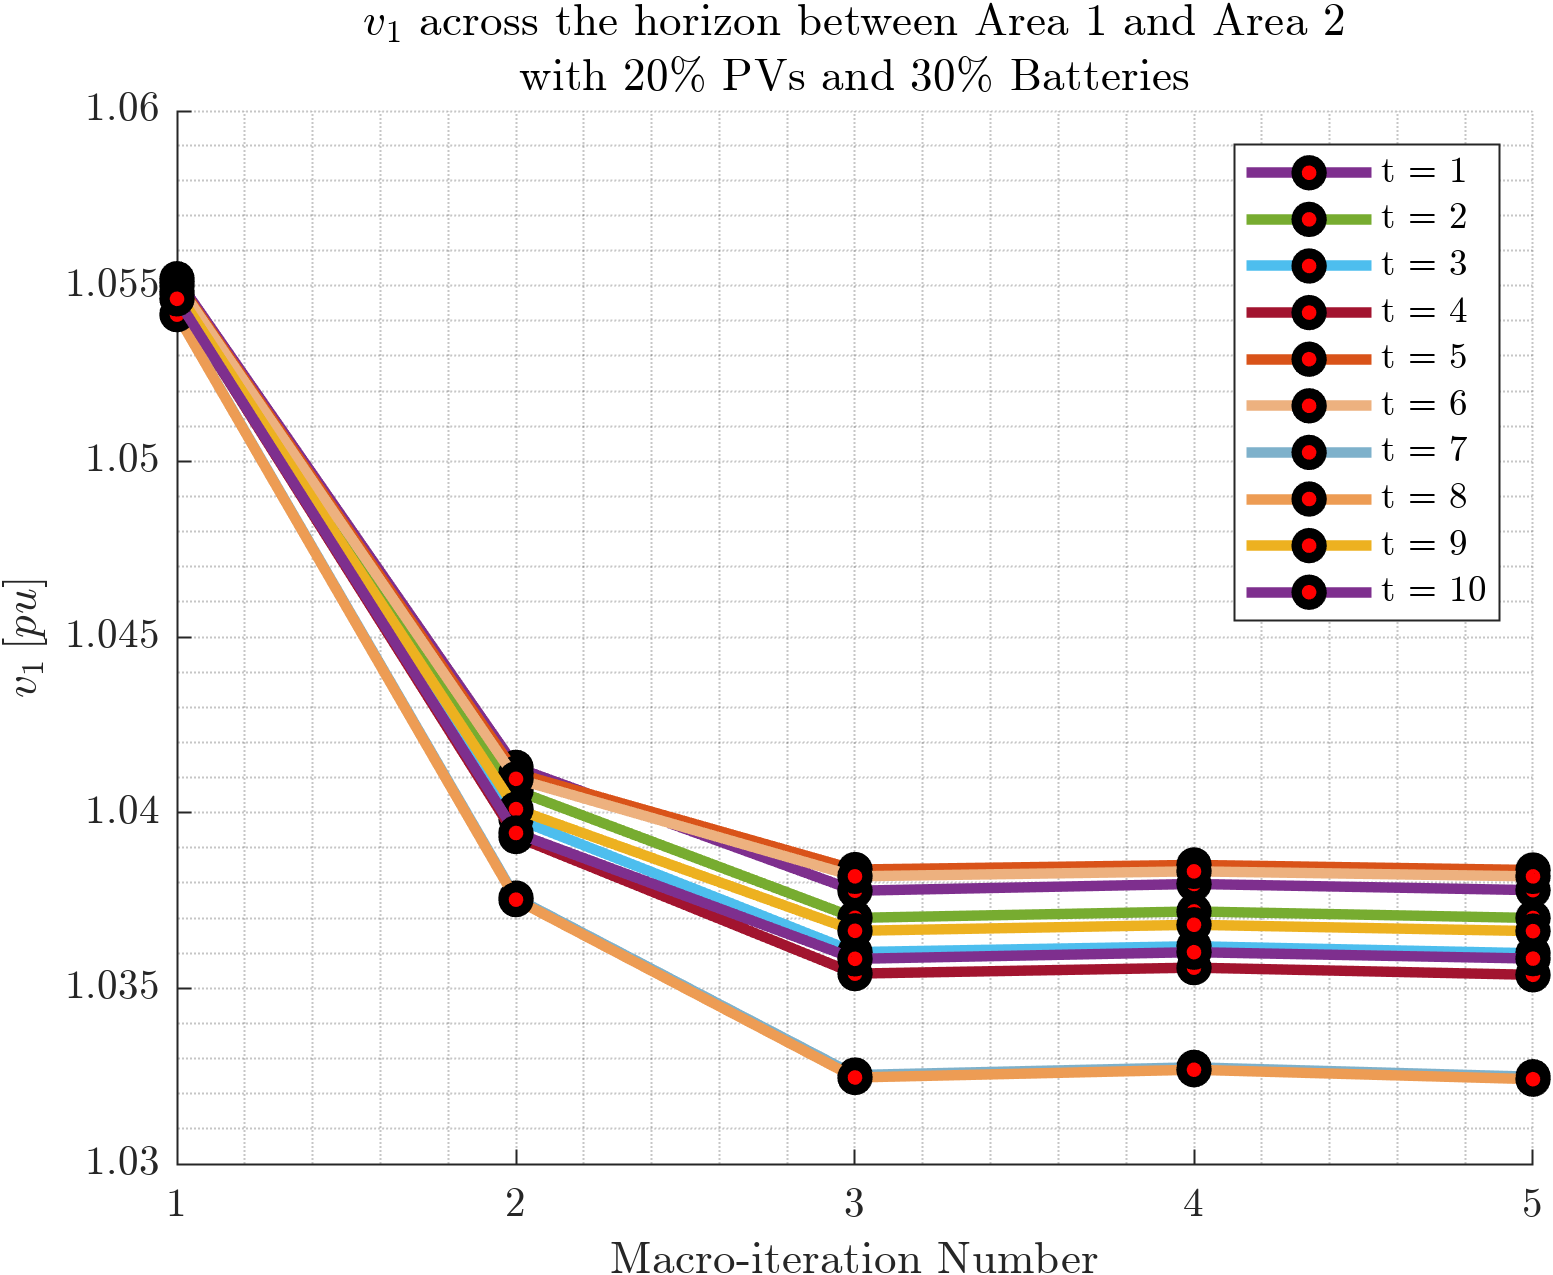 v₁ across the horizon between Area 1 and Area 2
with 20% PVs and 30% Batteries
1.06
1.055
1.05
1.045
1.04
1.035
1.03
v₁ [pu]
t = 1
t = 2
t = 3
t = 4
t = 5
t = 6
t = 7
t = 8
t = 9
t = 10
1 2 3 4 5
Macro-iteration Number